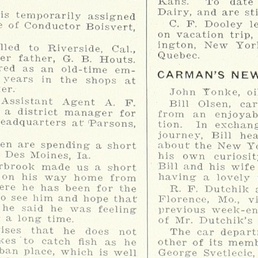 is temporarily assigned
e of Conductor Boisvert,
lled to Riverside, Cal.,
er father, G. B. Houts.
red as an old-time em-
years in the shops at
er.
Assistant Agent A. F.
a district manager for
headquarters at Parsons,
en are spending a short
Des Moines, Ia.
rbrook made us a short
on his way home from
ere he has been for the
o see him and hope that
he said he was feeling
a long time.
ises that he does not
kes to catch fish as he
ban place, which is well
Kans. To date
Dairy, and are sti
C. F. Dooley le
on vacation trip,
ington, New York
Quebec.
CARMAN'S NEW
John Yonke, oi
Bill Olsen, car
from an enjoyab
tion. In exchang
journey, Bill hea
about the New Yo
his own curiosity
Bill and his wife
having a lovely
R. F. Dutchik a
Florence, Mo., vi
previous week-en
of Mr. Dutchik's
The car depart
other of its memb
George Svetlecic,